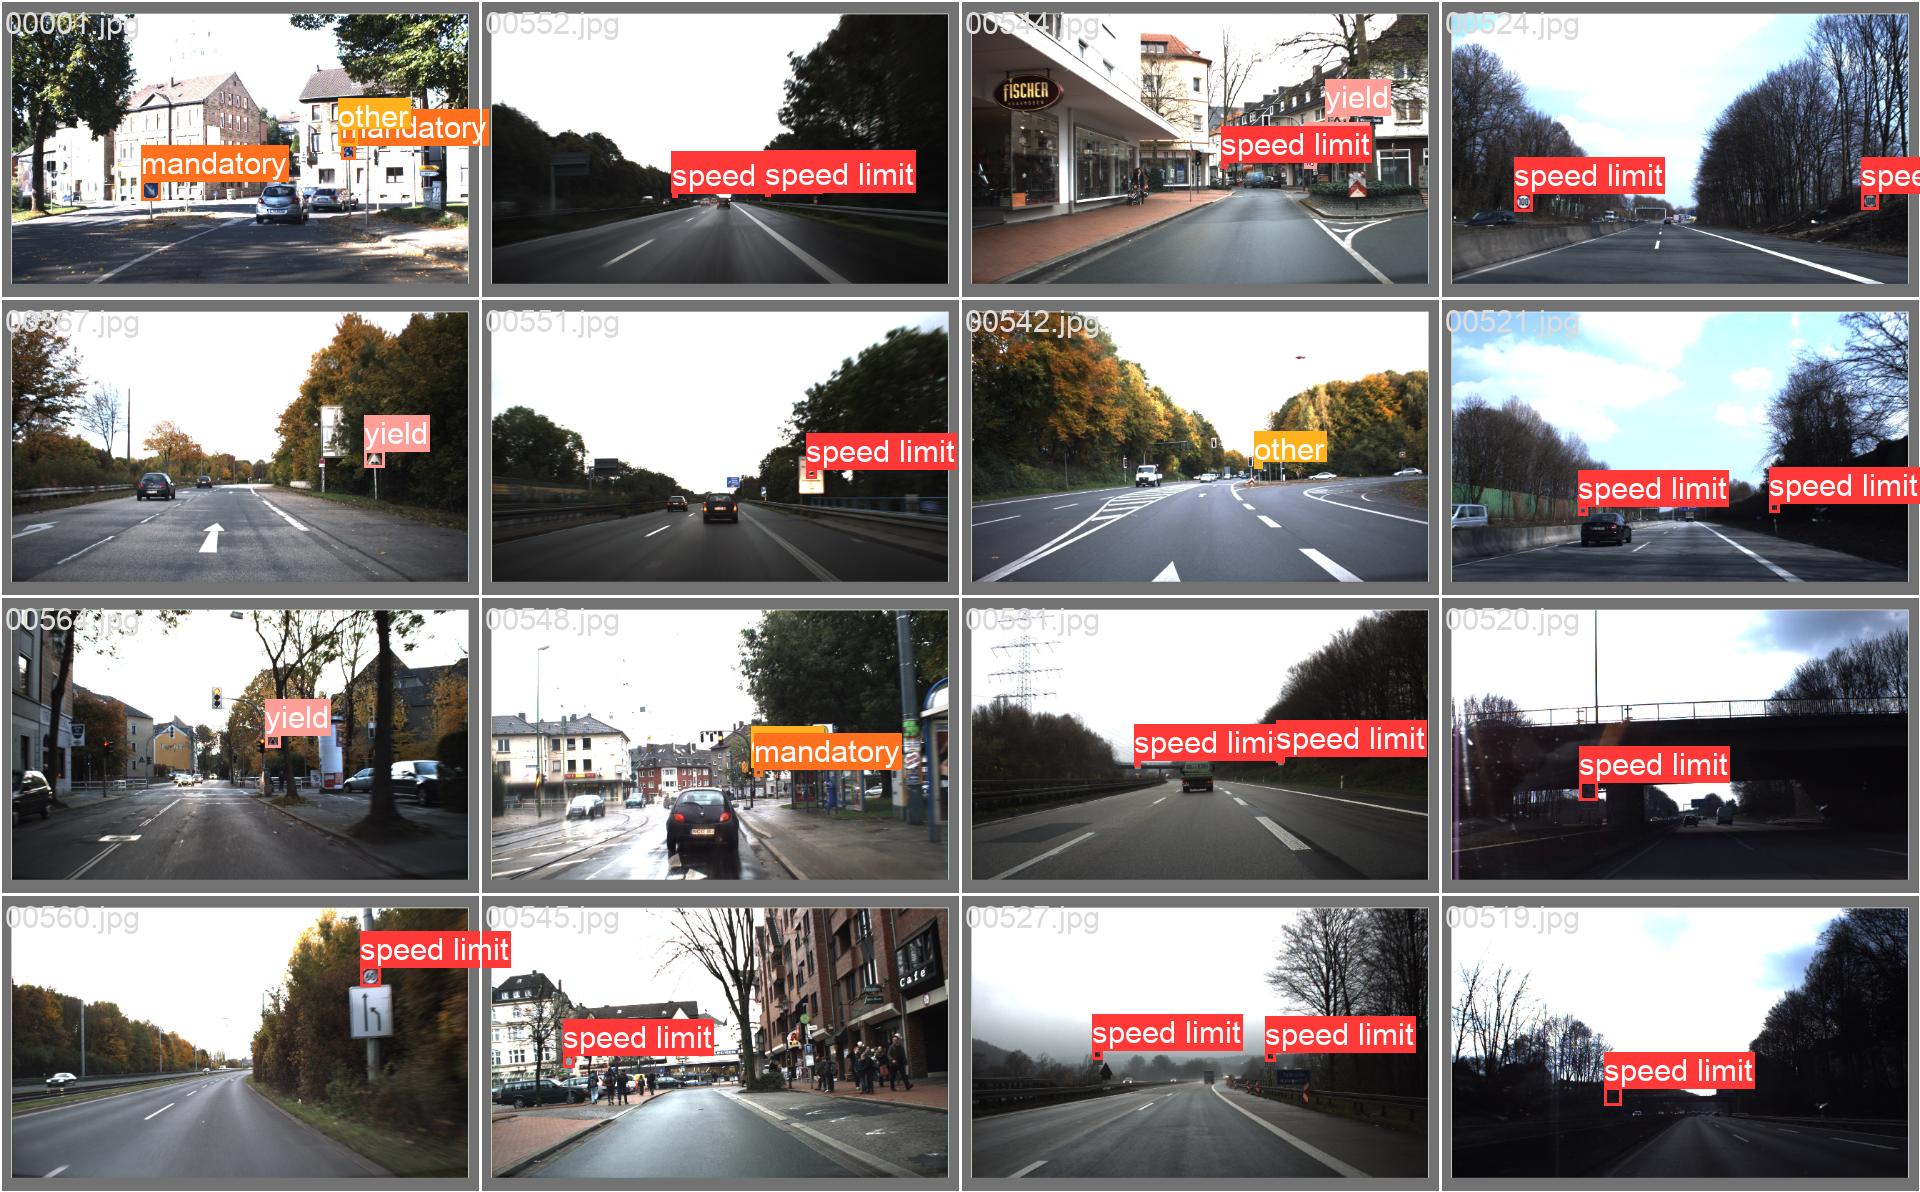 00001.jpg
other
mandatory
mandatory
00552.jpg
speed
speed limit
00544.jpg
FISCHER
yield
speed limit
00524.jpg
speed limit
100
spee
00567.jpg
yield
00551.jpg
speed limit
00542.jpg
other
00521.jpg
speed limit
speed limit
00564.jpg
yield
00548.jpg
mandatory
speed limi
speed limit
00520.jpg
speed limit
00560.jpg
speed limit
00545.jpg
Café
speed limit
00527.jpg
speed limit
speed limit
00519.jpg
speed limit